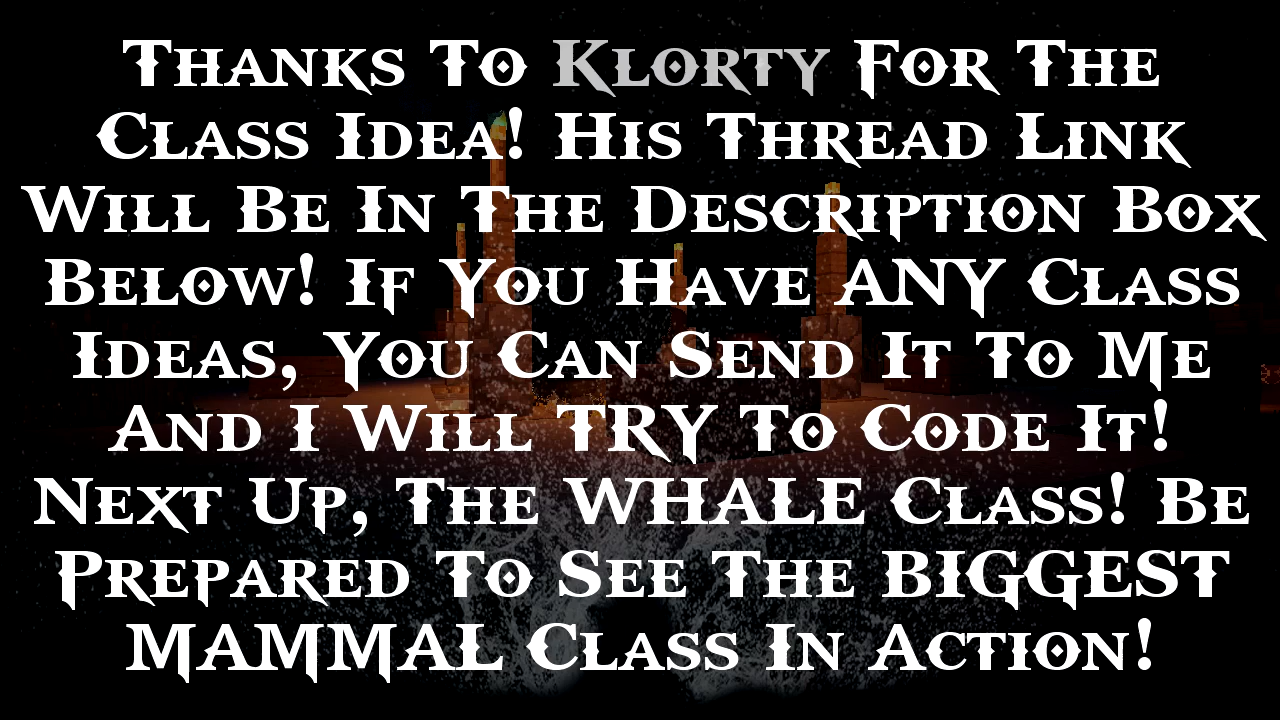 Thanks To Klorty For The
Class Idea! His Thread Link
Will Be In The Description Box
Below! If You Have ANY Class
Ideas, You Can Send It To Me
And I Will TRY To Code It!
Next Up, The WHALE Class! Be
Prepared To See The BIGGEST
MAMMAL Class In Action!